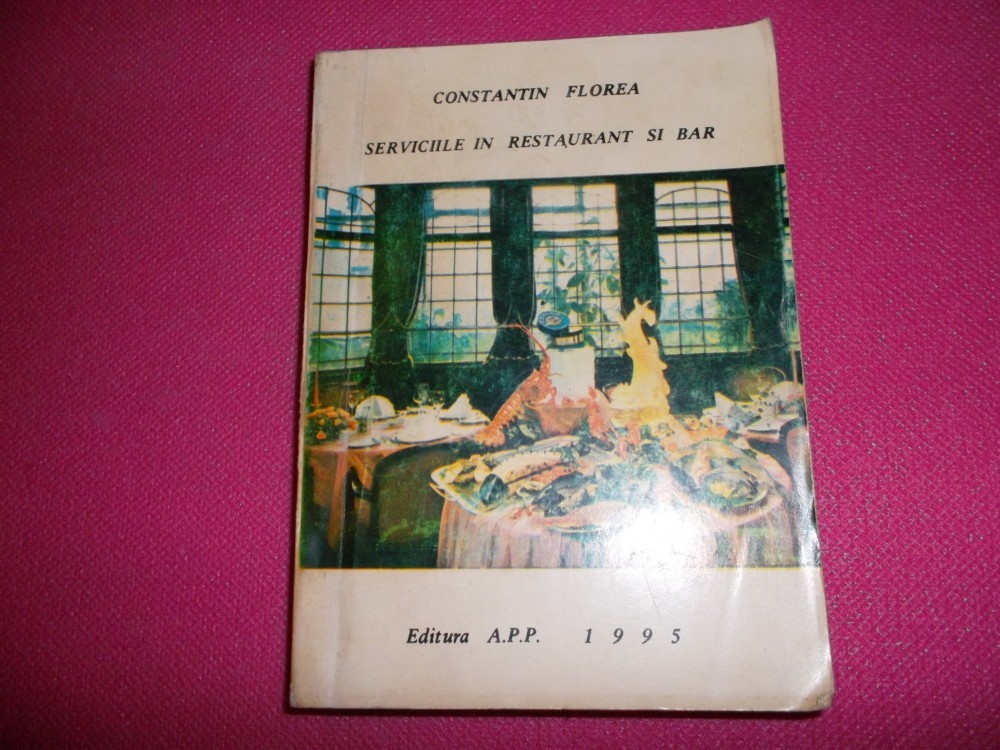 CONSTANTIN FLOREA
SERVICIILE IN RESTAURANT SI BAR
Editura A.P.P. 1995